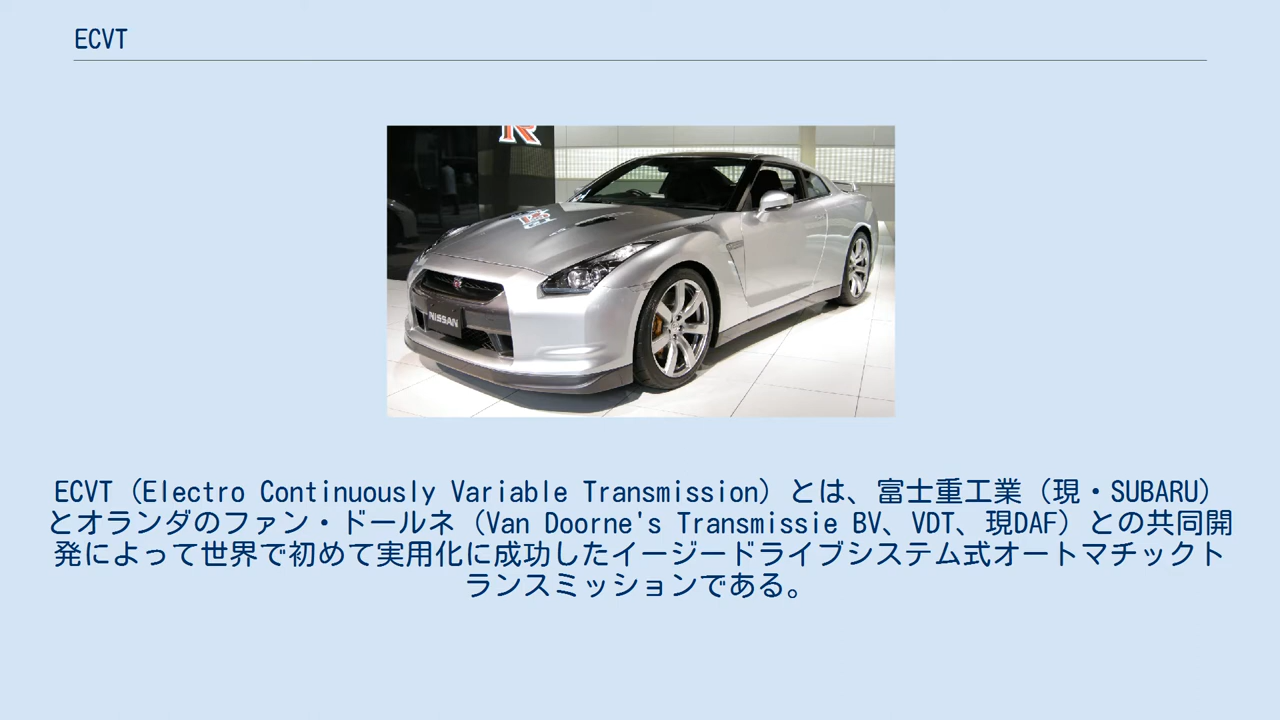 ECVT
R
NISSAN
ECVT（Electro Continuously Variable Transmission）とは、富士重工業（現・SUBARU）
とオランダのファン・ドールネ（Van Doorne's Transmissie BV、VDT、現DAF）との共同開
発によって世界で初めて実用化に成功したイージードライブシステム式オートマチックト
ランスミッションである。